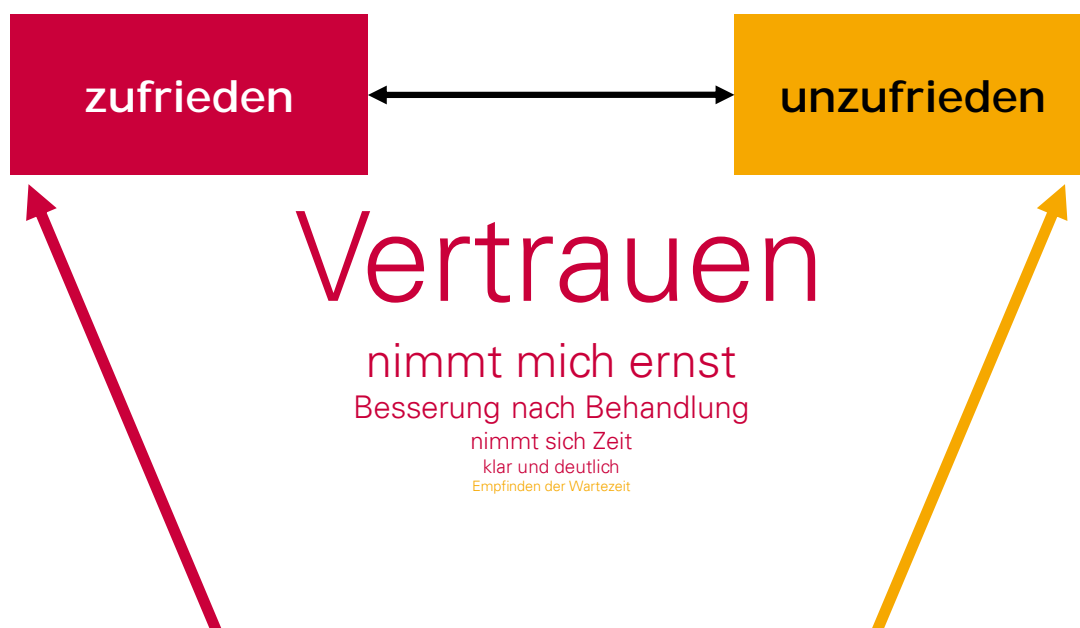 zufrieden
unzufrieden
Vertrauen
nimmt mich ernst
Besserung nach Behandlung
nimmt sich Zeit
klar und deutlich
Empfinden der Wartezeit